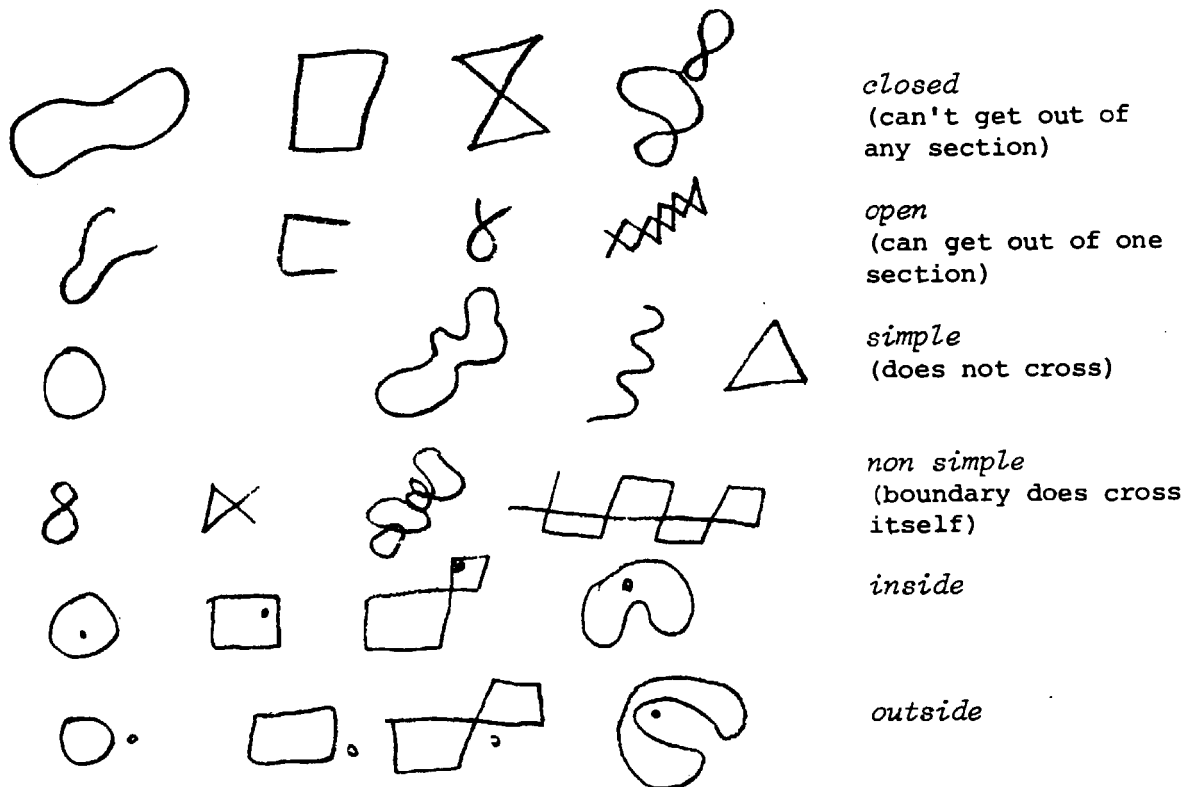 closed
(can't get out of
any section)
open
(can get out of one
section)
simple
(does not cross)
non simple
(boundary does cross
itself)
inside
outside